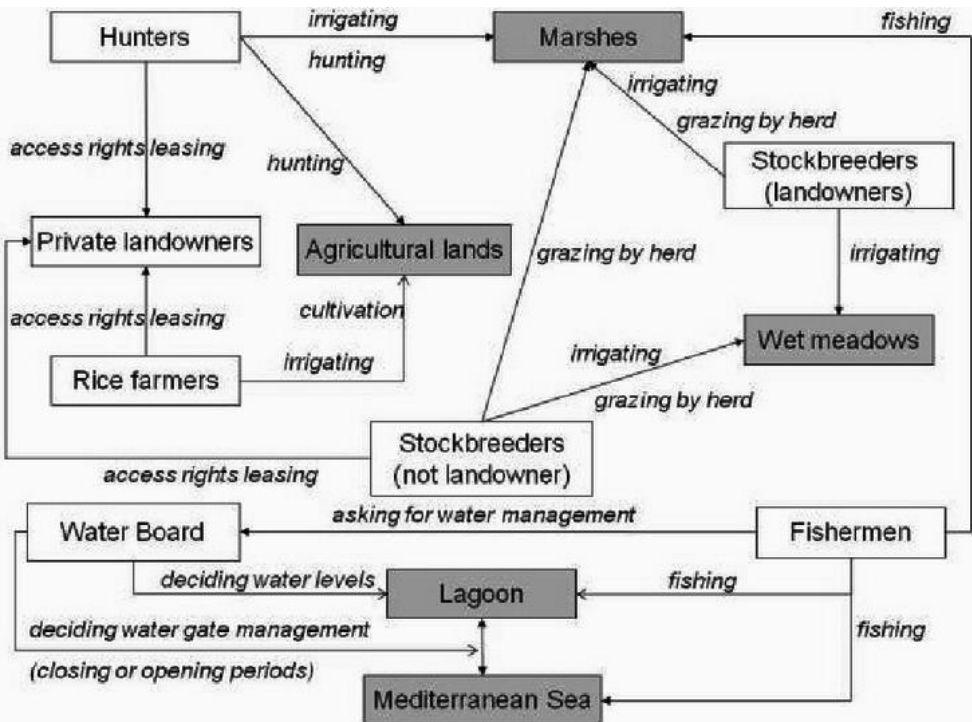 Hunters
irrigating
hunting
Marshes
fishing
irrigating
grazing by herd
access rights leasing
hunting
Stockbreeders
(landowners)
Private landowners
Agricultural lands
grazing by herd
irrigating
access rights leasing
cultivation
Rice farmers
irrigating
irrigating
Wet meadows
grazing by herd
Stockbreeders
(not landowner)
access rights leasing
Water Board
asking for water management
Fishermen
deciding water levels
Lagoon
fishing
deciding water gate management
(closing or opening periods)
fishing
Mediterranean Sea